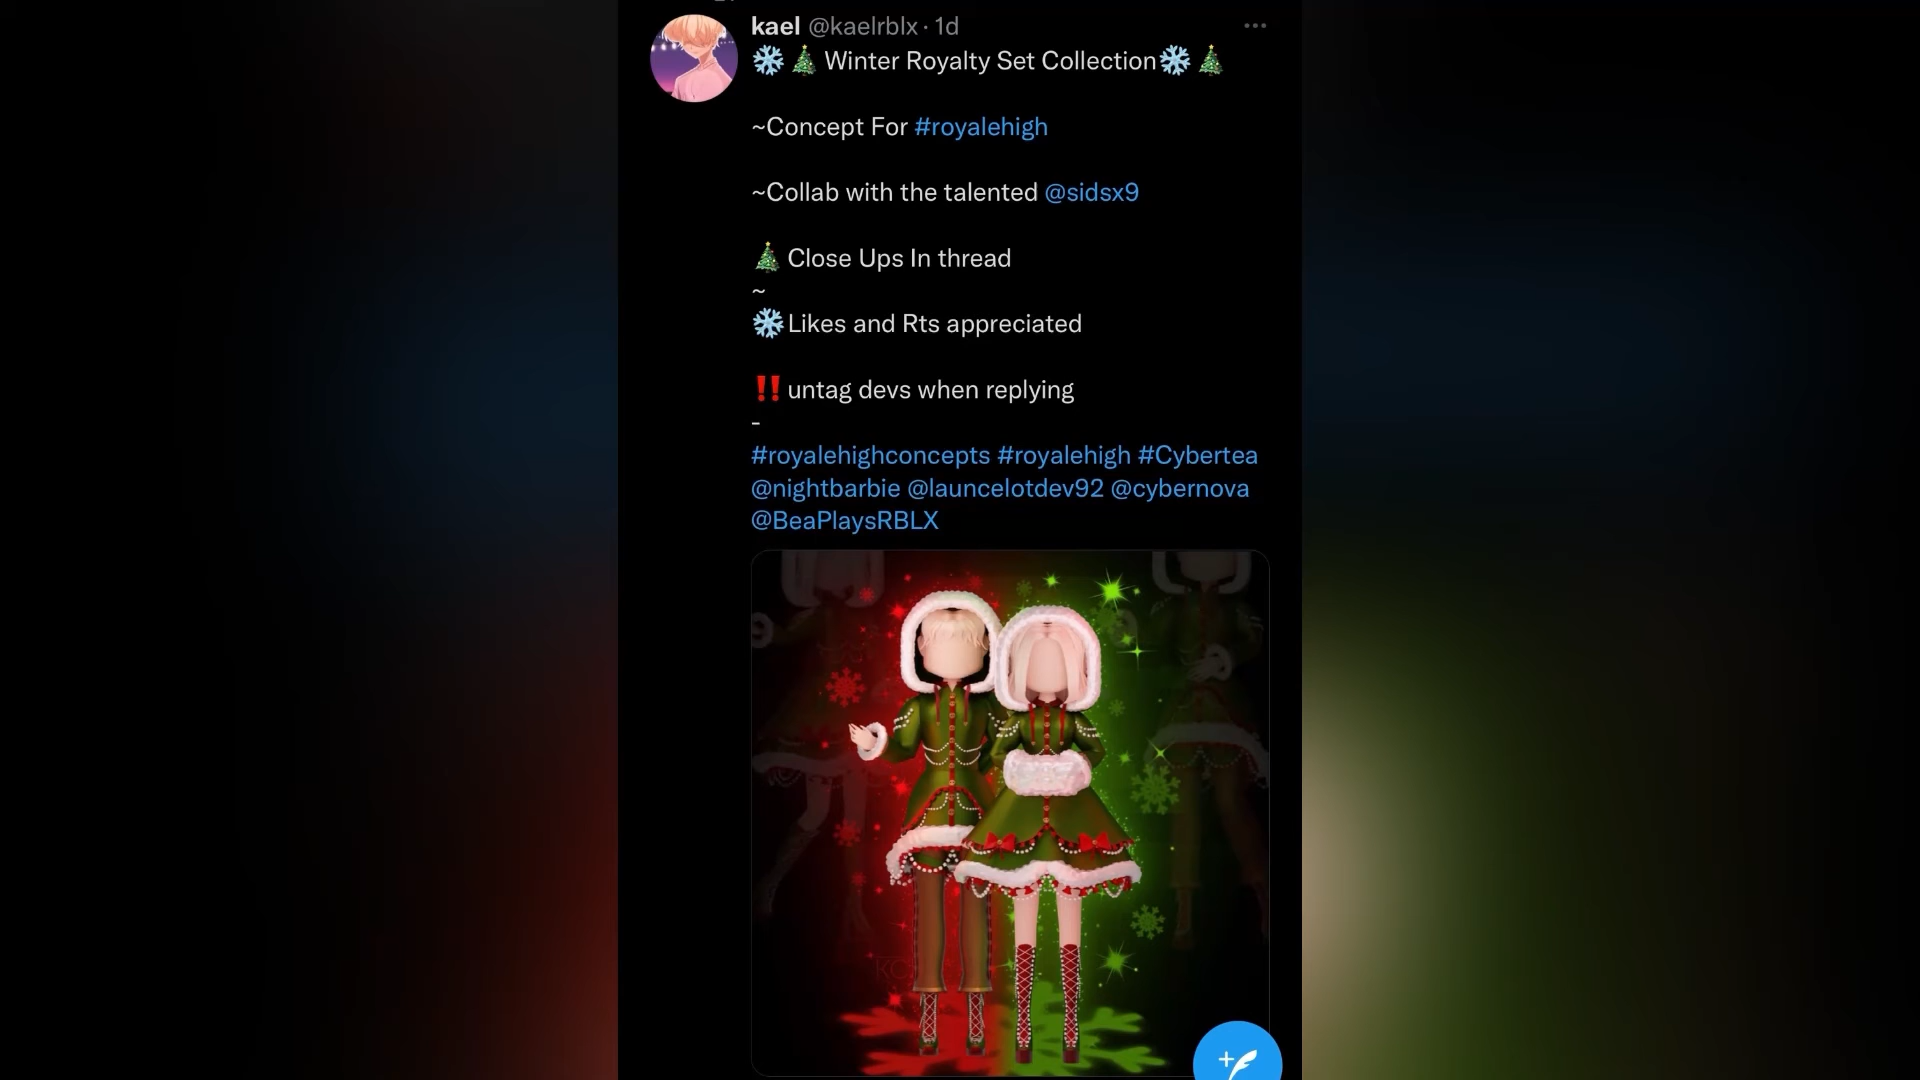 kael @kaelrblx · 1d
❄️🎄 Winter Royalty Set Collection❄️🎄
~Concept For #royalehigh
~Collab with the talented @sidsx9
🎄 Close Ups In thread
~
❄️Likes and Rts appreciated
‼️untag devs when replying
-
#royalehighconcepts #royalehigh #Cybertea
@nightbarbie @launcelotdev92 @cybernova
@BeaPlaysRBLX